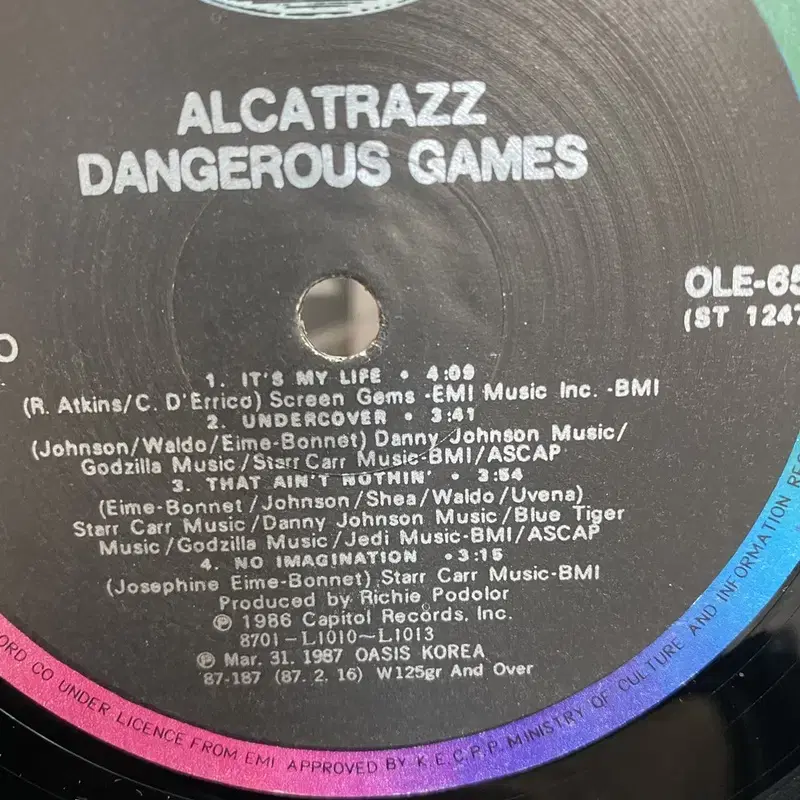 ALCATRAZZ
DANGEROUS GAMES
OLE-65
(ST 1247
O
1. IT'S MY LIFE • 4:09
(R. Atkins/C. D'Errico) Screen Gems -EMI Music Inc. -BMI
2. UNDERCOVER • 3:41
(Johnson/Waldo/Eime-Bonnet) Danny Johnson Music/
Godzilla Music/Starr Carr Music-BMI/ASCAP
3. THAT AIN'T NOTHIN' • 3:54
(Eime-Bonnet/Johnson/Shea/Waldo/Uvena)
Starr Carr Music/Danny Johnson Music/Blue Tiger
Music/Godzilla Music/Jedi Music-BMI/ASCAP
4. NO IMAGINATION • 3:15
(Josephine Eime-Bonnet) Starr Carr Music-BMI
Produced by Richie Podolor
℗ 1986 Capitol Records, Inc.
8701-L1010~L1013
℗ Mar. 31. 1987 OASIS KOREA
87-187 (87. 2. 16) W125gr And Over
ORD CO UNDER LICENCE FROM EMI APPROVED BY K.E.C.P.P MINISTRY OF CULTURE AND INFORMATION REC